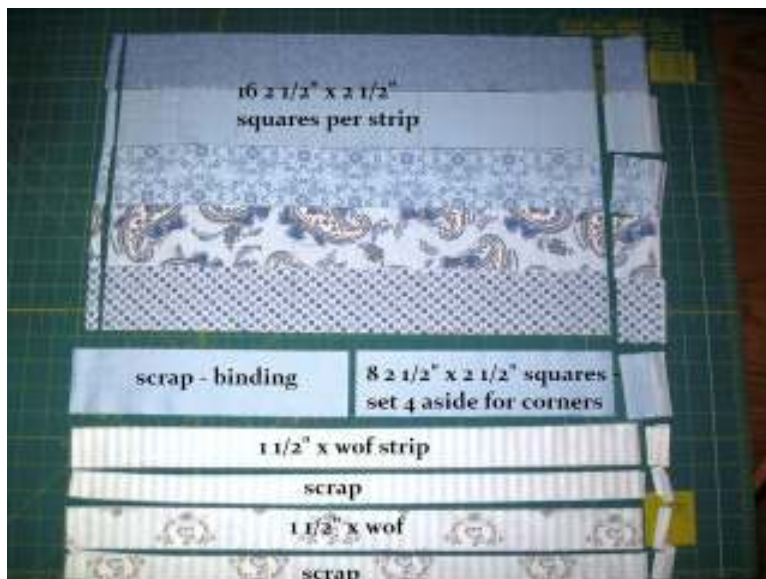 16 2 1/2" x 2 1/2"
squares per strip
scrap - binding
8 2 1/2" x 2 1/2" squares -
set 4 aside for corners
1 1/2" x wof strip
scrap
1 1/2" x wof
scrap